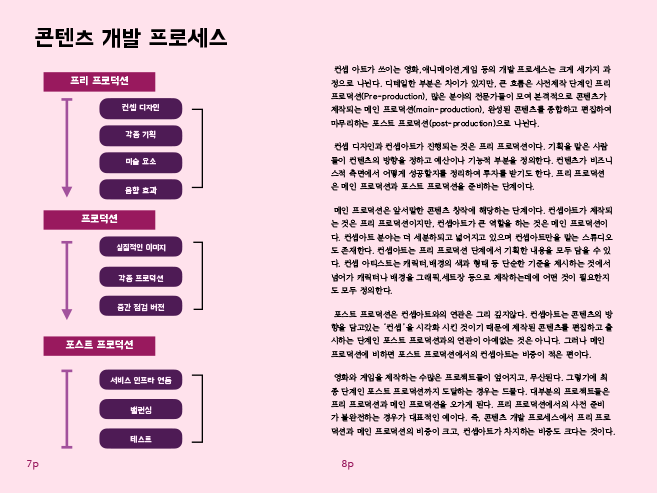 콘텐츠 개발 프로세스
프리 프로덕션
컨셉 디자인
각종 기획
미술 요소
음향 효과
프로덕션
실질적인 이미지
각종 프로덕션
중간 점검 버전
포스트 프로덕션
서비스 인프라 연동
밸런싱
테스트
7p
컨셉 아트가 쓰이는 영화,애니메이션,게임 등의 개발 프로세스는 크게 세가지 과
정으로 나뉜다. 디테일한 부분은 차이가 있지만, 큰 흐름은 사전제작 단계인 프리
프로덕션(Pre-production), 많은 분야의 전문가들이 모여 본격적으로 콘텐츠가
제작되는 메인 프로덕션(main-production), 완성된 콘텐츠를 종합하고 편집하여
마무리하는 포스트 프로덕션(post-production)으로 나뉜다.
컨셉 디자인과 컨셉아트가 진행되는 것은 프리 프로덕션이다. 기획을 맡은 사람
들이 컨텐츠의 방향을 정하고 예산이나 기능적 부분을 정의한다. 컨텐츠가 비즈니
스적 측면에서 어떻게 성공할지를 정리하여 투자를 받기도 한다. 프리 프로덕션
은 메인 프로덕션과 포스트 프로덕션을 준비하는 단계이다.
메인 프로덕션은 앞서말한 콘텐츠 창작에 해당하는 단계이다. 컨셉아트가 제작되
는 것은 프리 프로덕션이지만, 컨셉아트가 큰 역할을 하는 것은 메인 프로덕션이
다. 컨셉아트 분야는 더 세분화되고 넓어지고 있으며 컨셉아트만을 맡는 스튜디오
도 존재한다. 컨셉아트는 프리 프로덕션 단계에서 기획한 내용을 모두 담을 수 있
다. 컨셉 아티스트는 캐릭터,배경의 색과 형태 등 단순한 기준을 제시하는 것에서
넘어가 캐릭터나 배경을 그래픽,세트장 등으로 제작하는데에 어떤 것이 필요한지
도 모두 정의한다.
포스트 프로덕션은 컨셉아트와의 연관은 그리 깊지않다. 컨셉아트는 콘텐츠의 방
향을 담고있는 '컨셉'을 시각화 시킨 것이기 때문에 제작된 콘텐츠를 편집하고 출
시하는 단계인 포스트 프로덕션과의 연관이 아예없는 것은 아니다. 그러나 메인
프로덕션에 비하면 포스트 프로덕션에서의 컨셉아트는 비중이 적은 편이다.
영화와 게임을 제작하는 수많은 프로젝트들이 엎어지고, 무산된다. 그렇기에 최
종 단계인 포스트 프로덕션까지 도달하는 경우는 드물다. 대부분의 프로젝트들은
프리 프로덕션과 메인 프로덕션을 오가게 된다. 프리 프로덕션에서의 사전 준비
가 불완전하는 경우가 대표적인 예이다. 즉, 콘텐츠 개발 프로세스에서 프리 프로
덕션과 메인 프로덕션의 비중이 크고, 컨셉아트가 차지하는 비중도 크다는 것이다.
8p